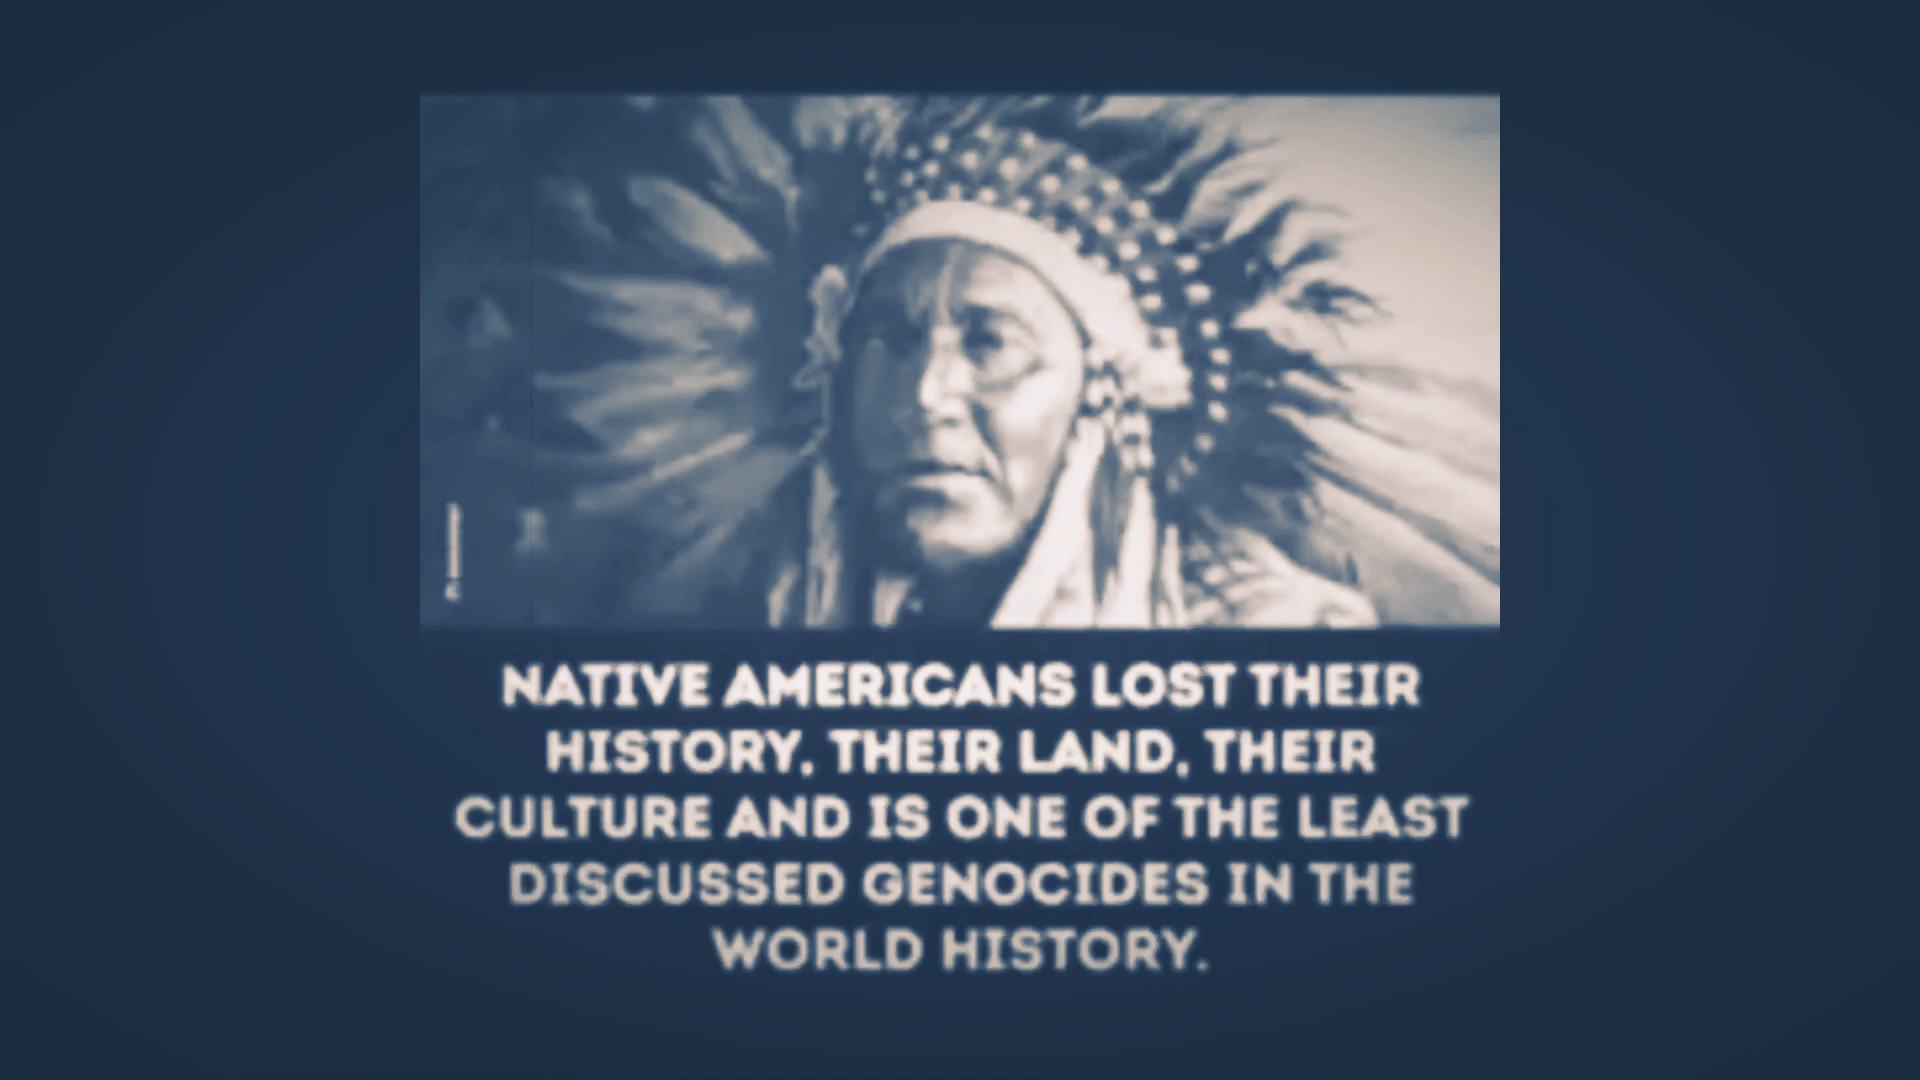 NATIVE AMERICANS LOST THEIR
HISTORY, THEIR LAND, THEIR
CULTURE AND IS ONE OF THE LEAST
DISCUSSED GENOCIDES IN THE
WORLD HISTORY.